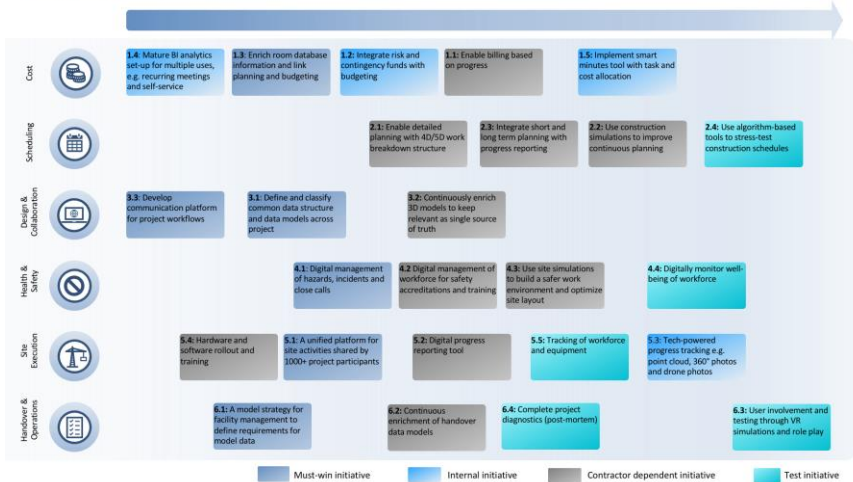 Cost
1.4: Mature BI analytics
set-up for multiple uses,
e.g. recurring meetings
and self-service
1.3: Enrich room database
information and link
planning and budgeting
1.2: Integrate risk and
contingency funds with
budgeting
1.1: Enable billing based
on progress
1.5: Implement smart
minutes tool with task and
cost allocation
Scheduling
2.1: Enable detailed
planning with 4D/5D work
breakdown structure
2.3: Integrate short and
long term planning with
progress reporting
2.2: Use construction
simulations to improve
continuous planning
2.4: Use algorithm-based
tools to stress-test
construction schedules
Design &
Collaboration
3.3: Develop
communication platform
for project workflows
3.1: Define and classify
common data structure
and data models across
project
3.2: Continuously enrich
3D models to keep
relevant as single source
of truth
Health &
Safety
4.1: Digital management
of hazards, incidents and
close calls
4.2 Digital management of
workforce for safety
accreditations and training
4.3: Use site simulations
to build a safer work
environment and optimize
site layout
4.4: Digitally monitor well-
being of workforce
Site
Execution
5.4: Hardware and
software rollout and
training
5.1: A unified platform for
site activities shared by
1000+ project participants
5.2: Digital progress
reporting tool
5.5: Tracking of workforce
and equipment
5.3: Tech-powered
progress tracking e.g.
point cloud, 360° photos
and drone photos
Handover &
Operations
6.1: A model strategy for
facility management to
define requirements for
model data
6.2: Continuous
enrichment of handover
data models
6.4: Complete project
diagnostics (post-mortem)
6.3: User involvement and
testing through VR
simulations and role play
Must-win initiative
Internal initiative
Contractor dependent initiative
Test initiative